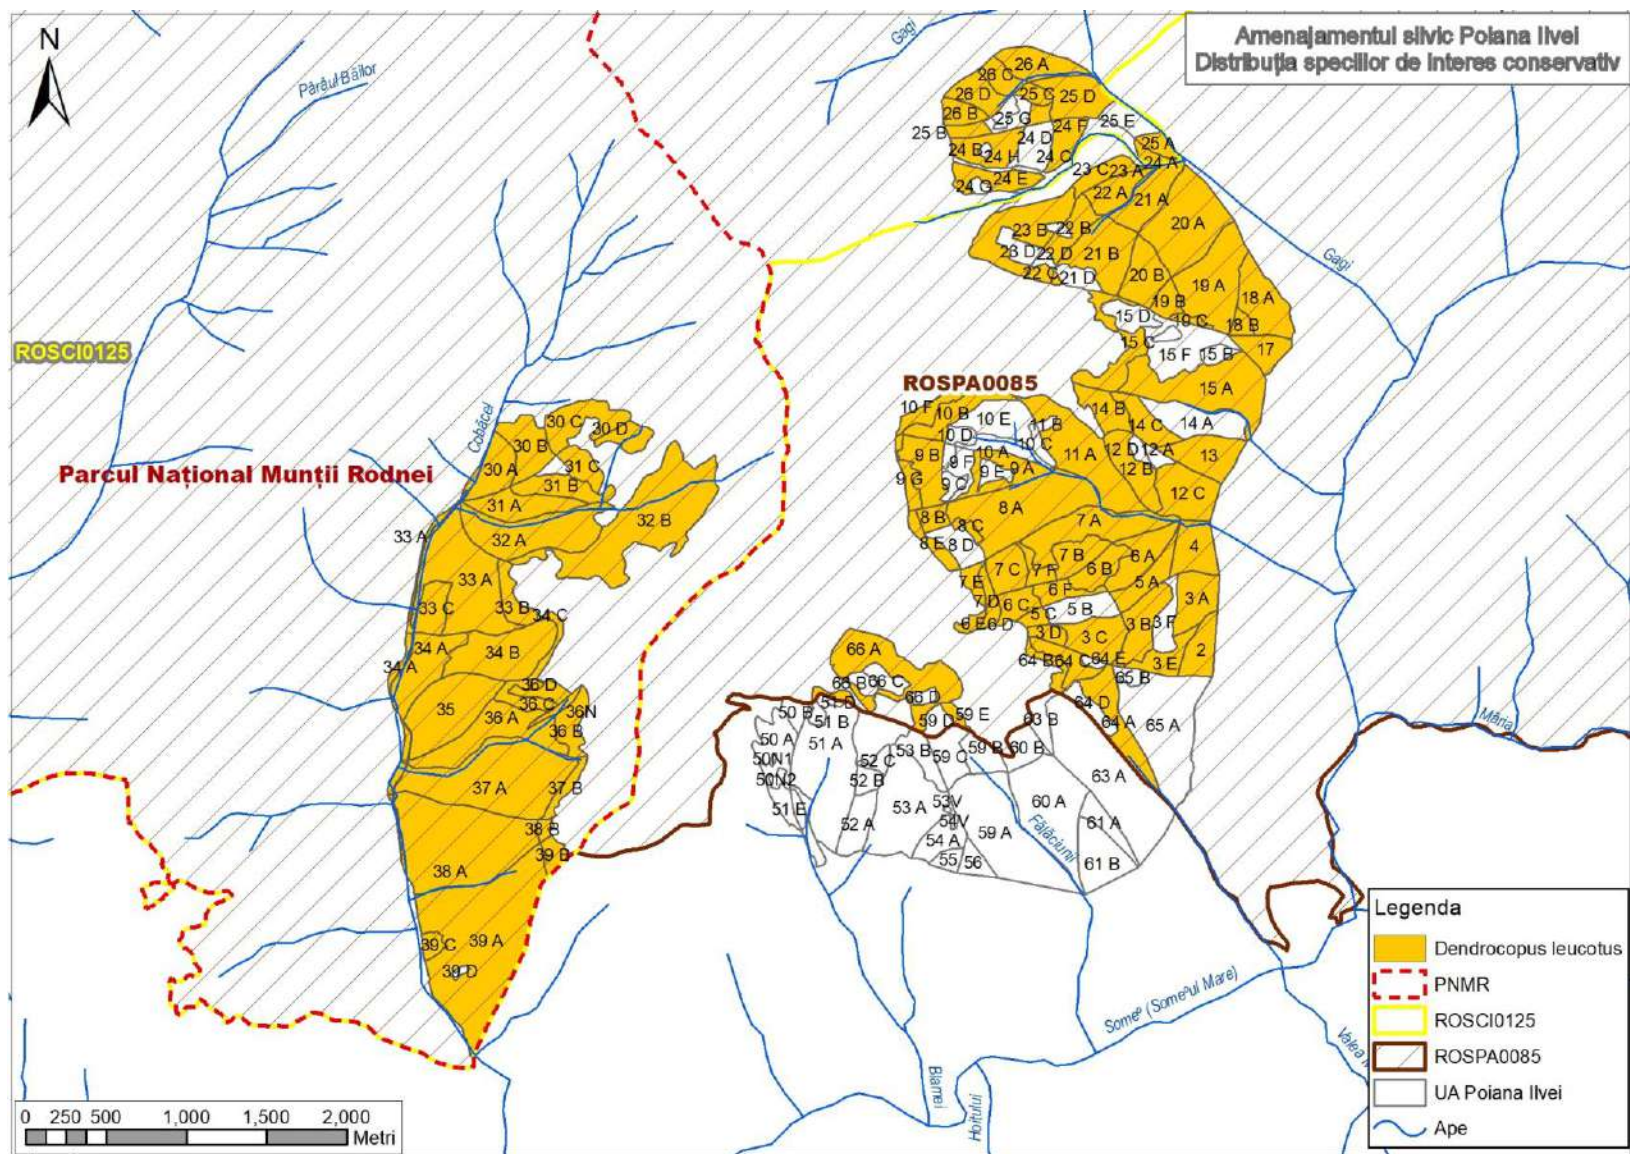 Amenajamentul silvic Poiana Ilvei
Distribuția speciilor de interes conservativ
N
Pârâul Băilor
Gagi
26 A
26 C
26 D
25 C
25 D
26 B
25 G
25 E
25 B
24 F
24 D
25 A
24 B
24 H
24 C
24 A
24 E
23 C
23 A
24 G
22 A
21 A
20 A
23 B
22 B
23 D
22 D
21 B
Gagi
22 C
21 D
20 B
19 A
19 B
18 A
15 D
19 C
18 B
ROSCI0125
15 C
15 F
15 B
17
ROSPA0085
15 A
Cobăcel
10 F
10 B
10 E
14 B
30 C
30 D
11 B
14 C
14 A
10 D
10 C
30 B
9 B
10 A
11 A
12 D
12 A
13
9 F
Parcul Național Munții Rodnei
30 A
31 C
9 E
9 A
12 B
31 B
9 G
9 C
12 C
31 A
8 A
32 B
8 B
8 C
7 A
33 A
32 A
8 E
8 D
4
7 B
6 A
33 A
7 E
7 C
7 F
6 B
5 A
6 F
33 C
33 B
34 C
7 D
6 C
5 C
5 B
3 A
6 E
6 D
3 D
3 C
3 B
3 F
34 A
34 B
66 A
2
34 A
64 B
64 C
64 E
3 E
36 D
66 B
66 C
65 B
35
36 C
36 A
36N
51 D
66 D
64 D
50 B
51 B
59 D
59 E
63 B
64 A
65 A
36 B
50 A
51 A
53 B
59 B
60 B
Măria
50N1
52 C
59 C
37 A
37 B
50N2
52 B
63 A
51 E
53 A
53V
60 A
38 B
52 A
54V
59 A
61 A
39 B
54 A
Fălăciunii
38 A
55
56
61 B
39 C
39 A
39 D
Someº (Someºul Mare)
Blamei
Hoitului
Legenda
Dendrocopus leucotus
PNMR
ROSCI0125
ROSPA0085
UA Poiana Ilvei
Ape
0 250 500 1,000 1,500 2,000
Metri